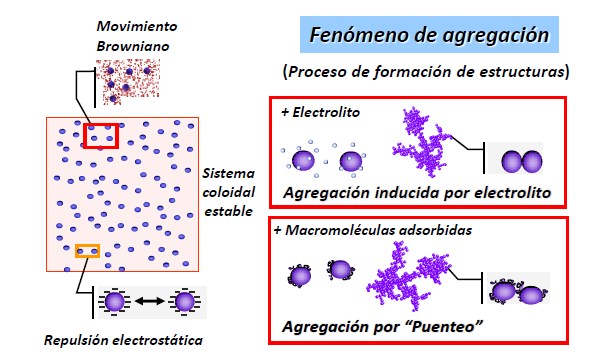 Movimiento
Browniano
Fenómeno de agregación
(Proceso de formación de estructuras)
+ Electrolito
Agregación inducida por electrolito
Sistema
coloidal
estable
+ Macromoléculas adsorbidas
Agregación por “Puenteo”
Repulsión electrostática